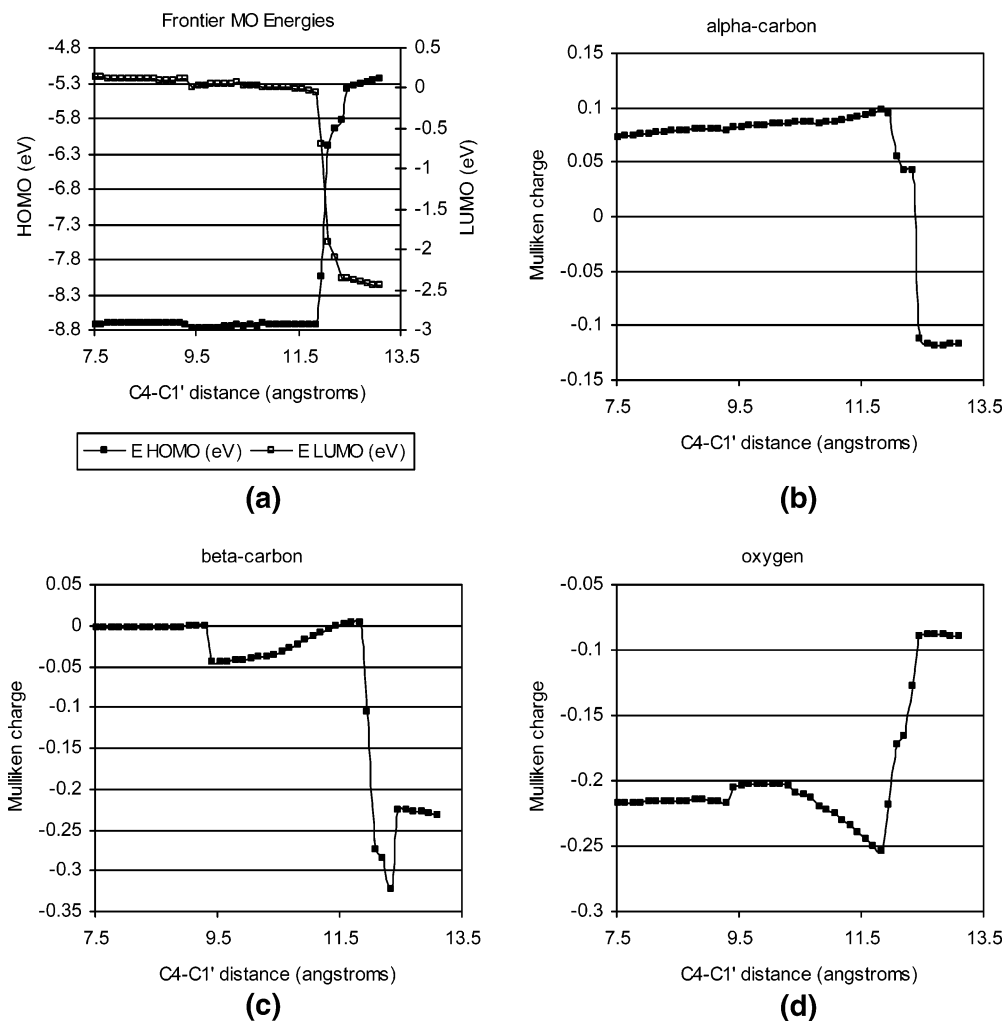 Frontier MO Energies
-4.8
-5.3
-5.8
-6.3
-6.8
-7.3
-7.8
-8.3
-8.8
HOMO (eV)
0.5
0
-0.5
-1
-1.5
-2
-2.5
-3
LUMO (eV)
7.5 9.5 11.5 13.5
C4-C1' distance (angstroms)
E HOMO (eV) E LUMO (eV)
(a)
alpha-carbon
0.15
0.1
0.05
0
-0.05
-0.1
-0.15
Mulliken charge
7.5 9.5 11.5 13.5
C4-C1' distance (angstroms)
(b)
beta-carbon
0.05
0
-0.05
-0.1
-0.15
-0.2
-0.25
-0.3
-0.35
Mulliken charge
7.5 9.5 11.5 13.5
C4-C1' distance (angstroms)
(c)
oxygen
-0.05
-0.1
-0.15
-0.2
-0.25
-0.3
Mulliken charge
7.5 9.5 11.5 13.5
C4-C1' distance (angstroms)
(d)